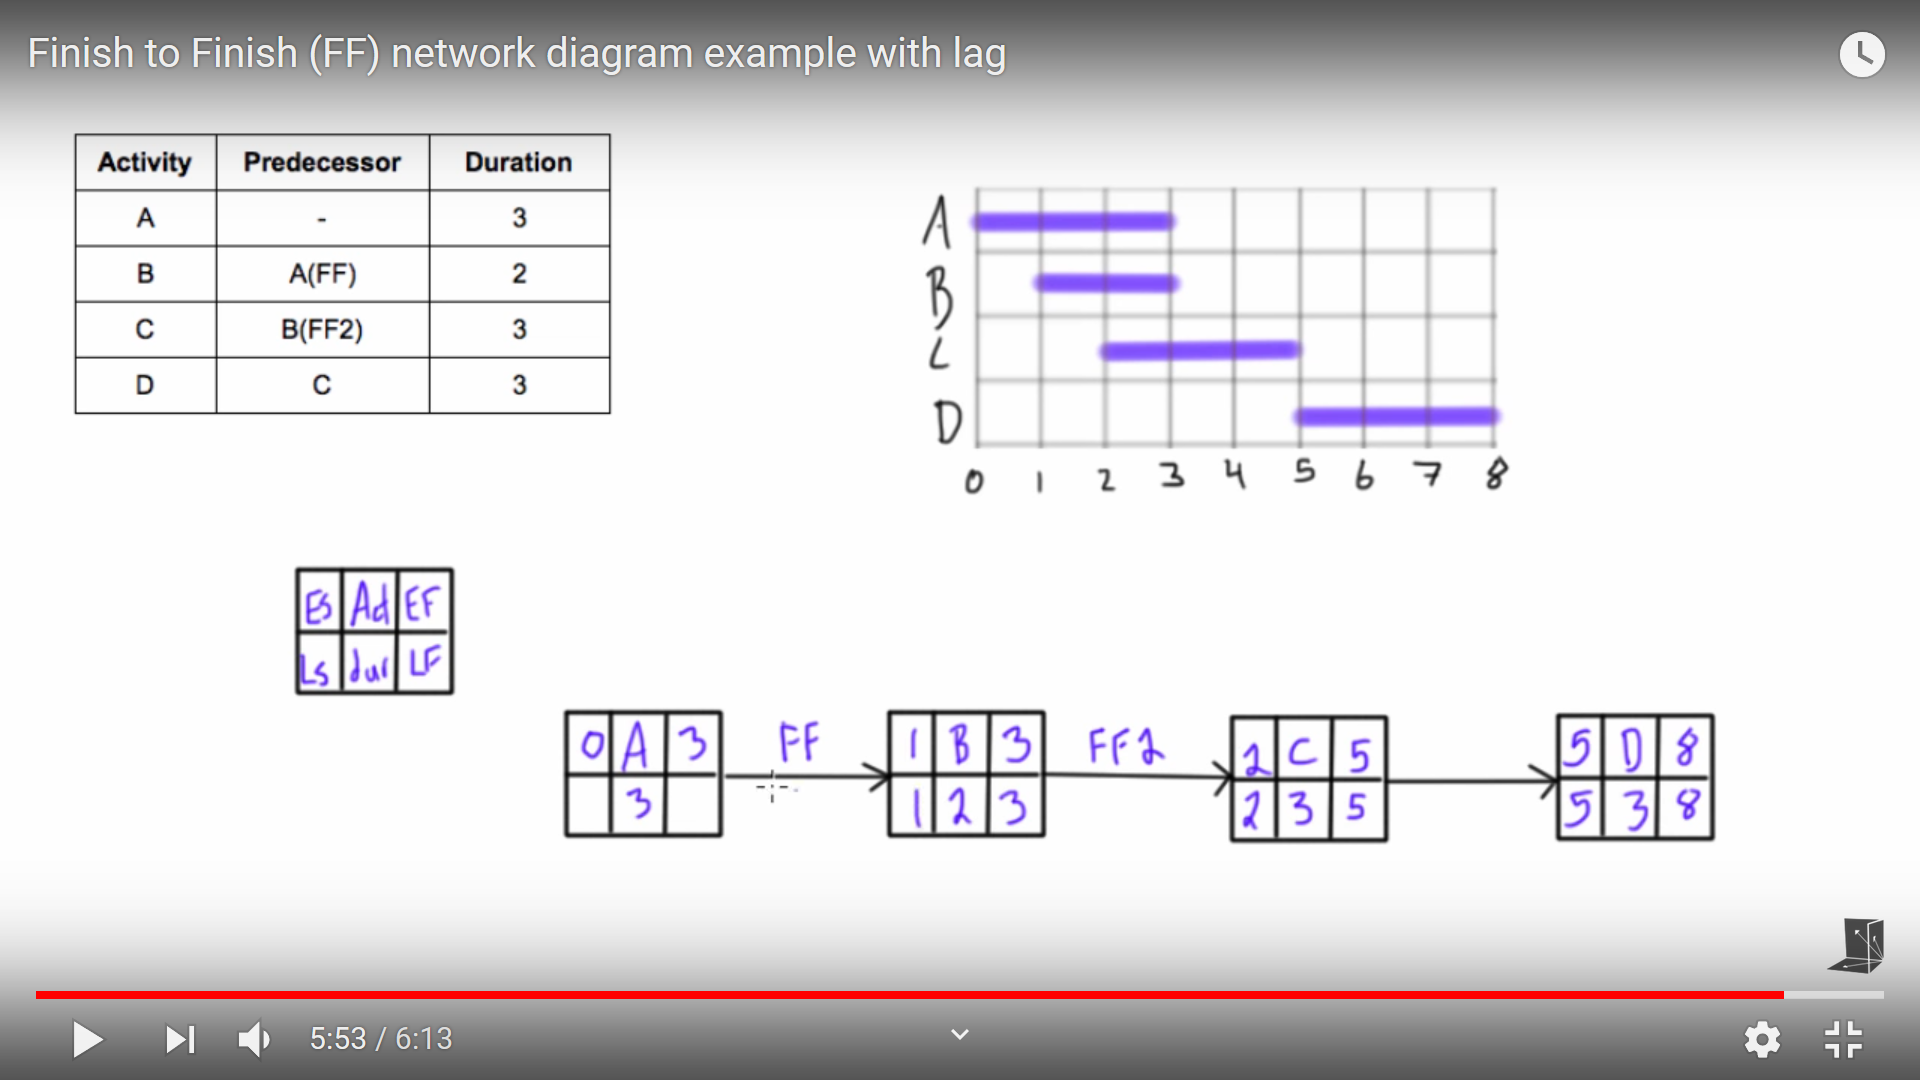 Finish to Finish (FF) network diagram example with lag
Activity Predecessor Duration
A - 3
B A(FF) 2
C B(FF2) 3
D C 3
A
B
C
D
0 1 2 3 4 5 6 7 8
ES Ad EF
LS dur LF
0 A 3
3
FF
1 B 3
1 2 3
FF2
2 C 5
2 3 5
5 D 8
5 3 8
5:53 / 6:13